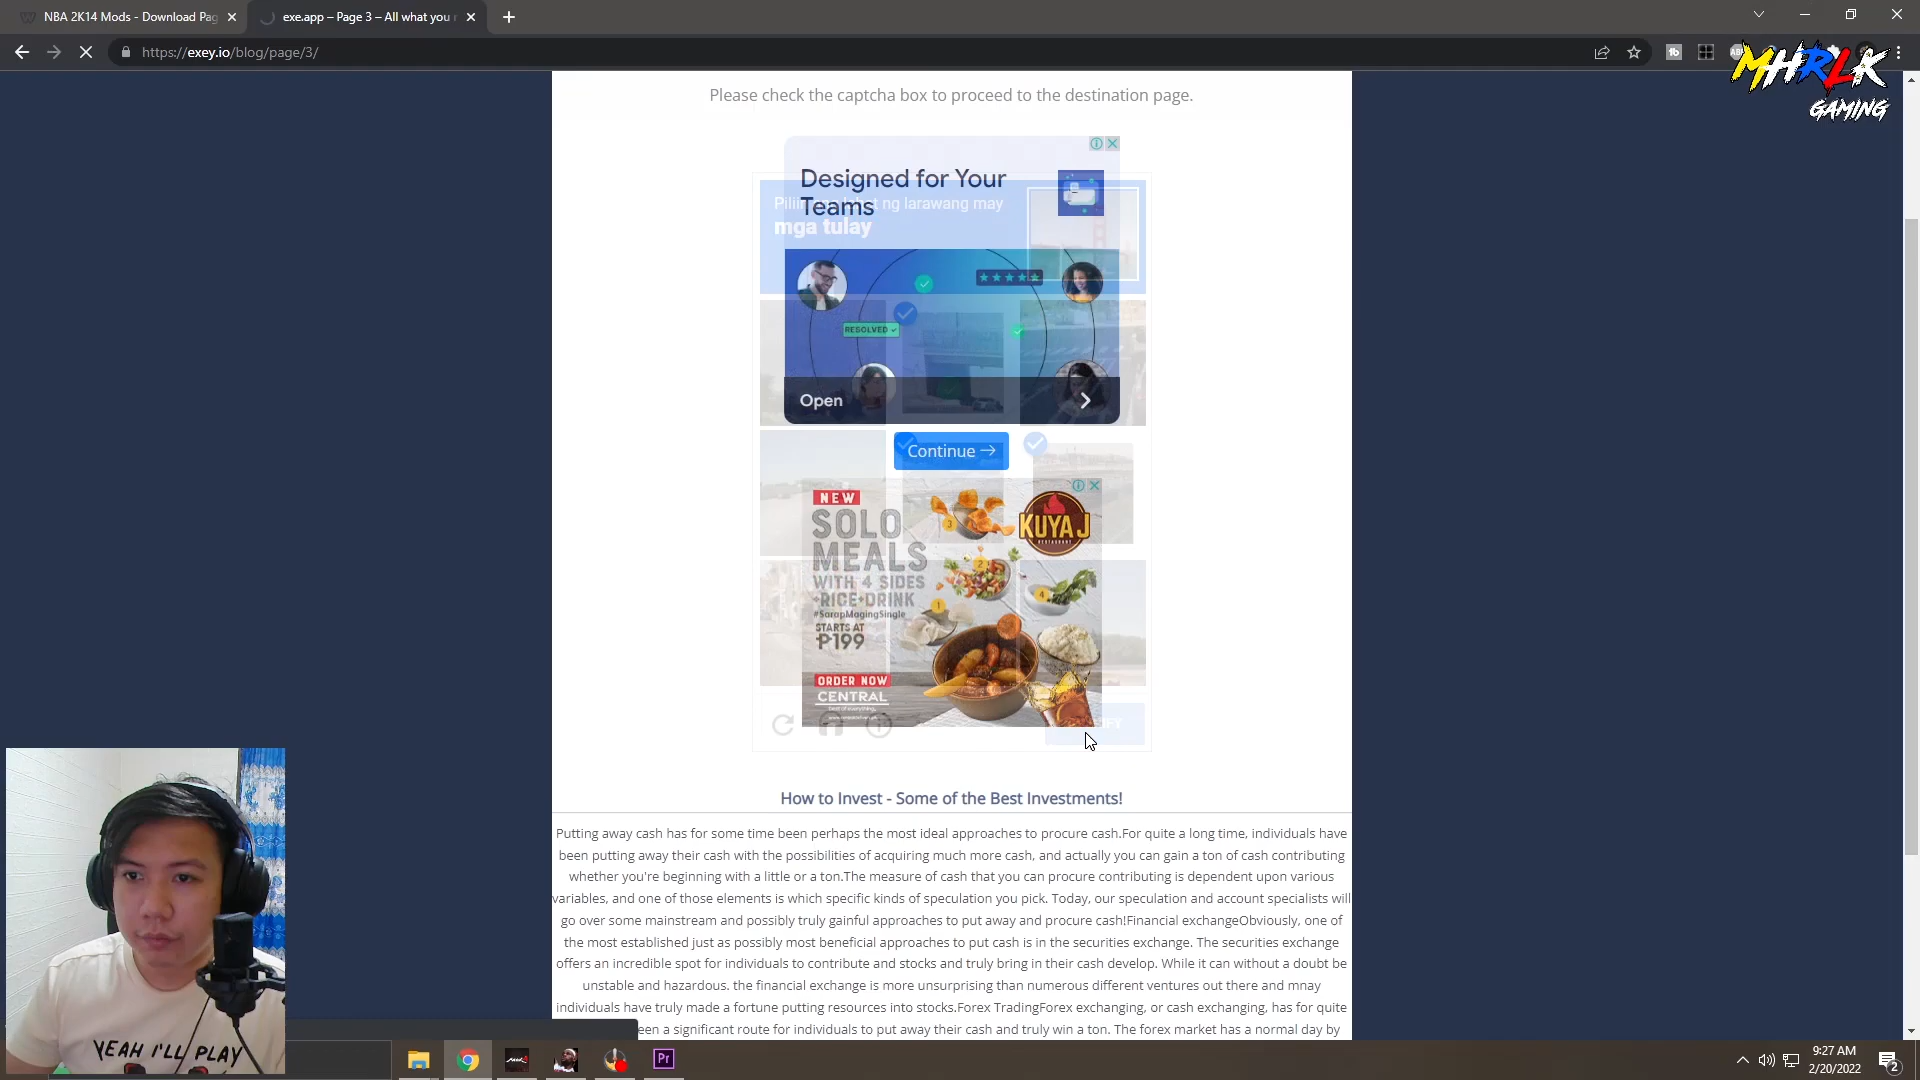 NBA 2K14 Mods - Download Pag
exe.app – Page 3 – All what you
https://exey.io/blog/page/3/
MHRLK
GAMING
Please check the captcha box to proceed to the destination page.
Designed for Your
Teams
ng larawang may
mga tulay
RESOLVED
Open
Continue
NEW
SOLO
MEALS
WITH 4 SIDES
+RICE+DRINK
#SarapMagingSingle
STARTS AT
₱199
ORDER NOW
CENTRAL
KUYA J
RESTAURANT
3
2
1
4
How to Invest - Some of the Best Investments!
Putting away cash has for some time been perhaps the most ideal approaches to procure cash.For quite a long time, individuals have
been putting away their cash with the possibilities of acquiring much more cash, and actually you can gain a ton of cash contributing
whether you're beginning with a little or a ton.The measure of cash that you can procure contributing is dependent upon various
variables, and one of those elements is which specific kinds of speculation you pick. Today, our speculation and account specialists will
go over some mainstream and possibly truly gainful approaches to put away and procure cash!Financial exchangeObviously, one of
the most established just as possibly most beneficial approaches to put cash is in the securities exchange. The securities exchange
offers an incredible spot for individuals to contribute and stocks and truly bring in their cash develop. While it can without a doubt be
unstable and hazardous. the financial exchange is more unsurprising than numerous different ventures out there and mnay
individuals have truly made a fortune putting resources into stocks.Forex TradingForex exchanging, or cash exchanging, has for quite
een a significant route for individuals to put away their cash and truly win a ton. The forex market has a normal day by
YEAH I'LL PLAY
Pr
9:27 AM
2/20/2022
2